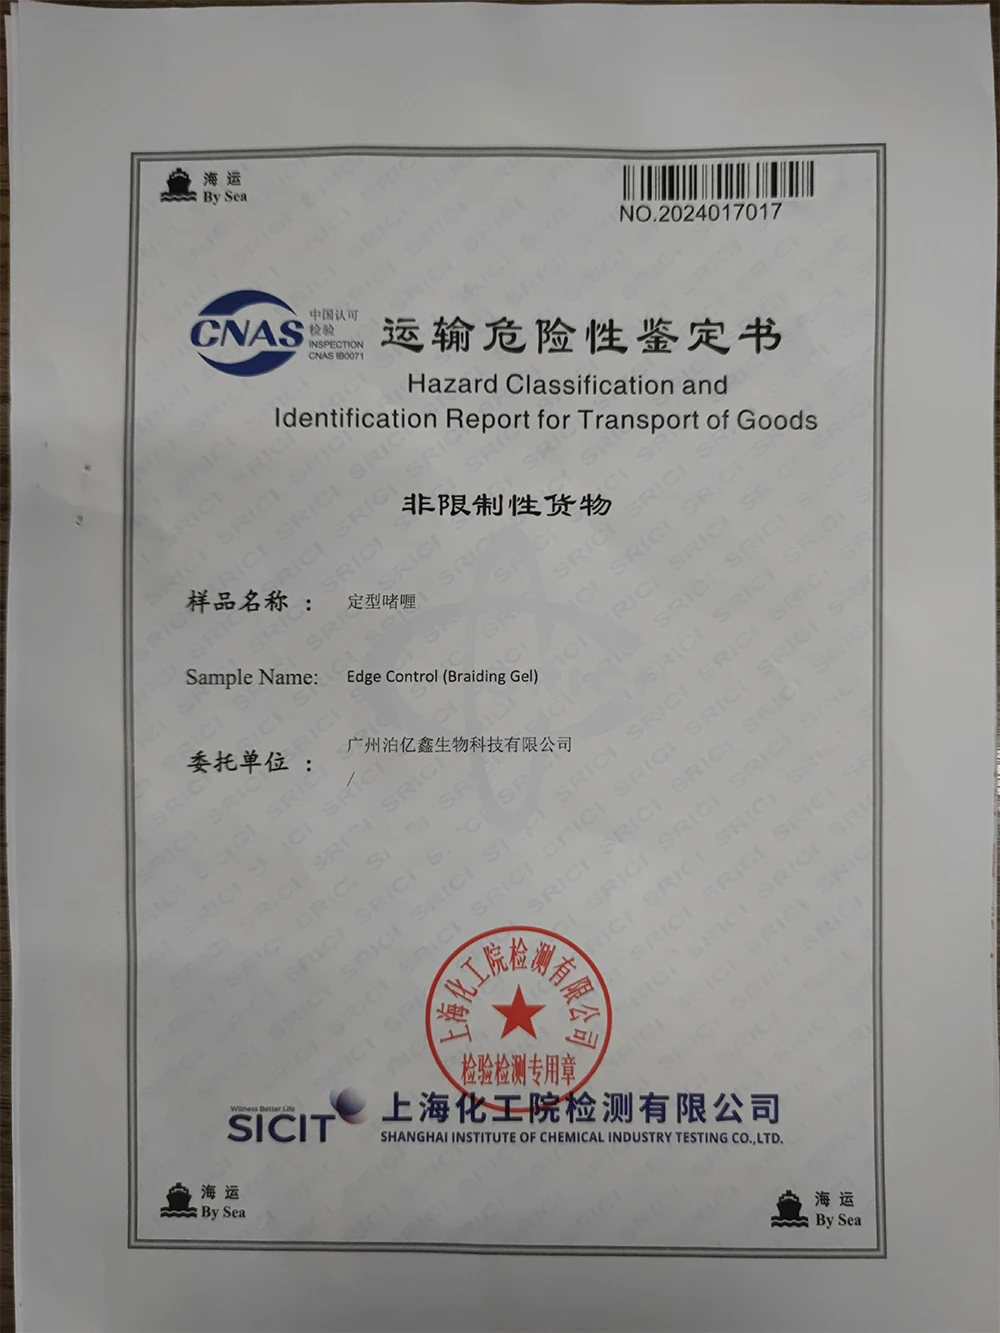 海 运
By Sea
NO.2024017017
CNAS
中国认可
检验
INSPECTION
CNAS IB0071
运输危险性鉴定书
Hazard Classification and
Identification Report for Transport of Goods
非限制性货物
样品名称 ： 定型啫喱
Sample Name: Edge Control (Braiding Gel)
委托单位 ： 广州泊亿鑫生物科技有限公司
/
上海化工院检测有限公司
检验检测专用章
Witness Better Life
SICIT
上海化工院检测有限公司
SHANGHAI INSTITUTE OF CHEMICAL INDUSTRY TESTING CO.,LTD.
海 运
By Sea
海 运
By Sea
SRICI